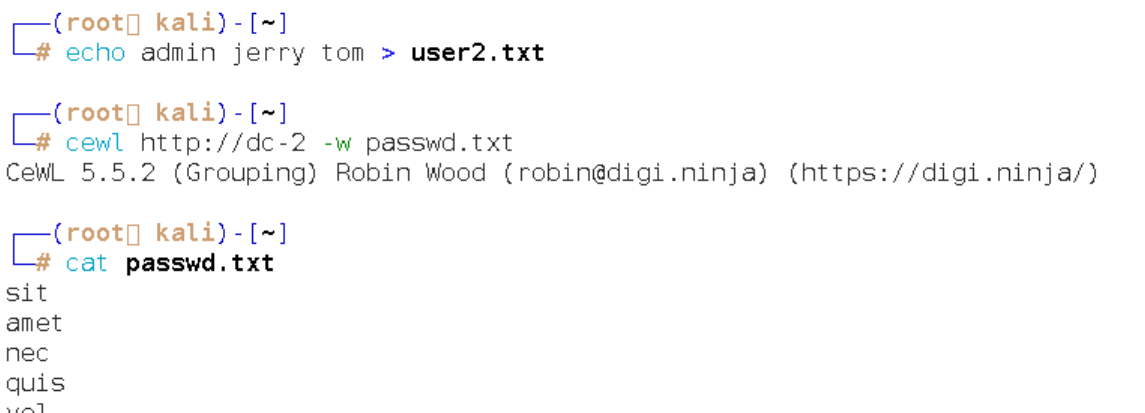 ┌──(root㉿ kali)-[~]
└─# echo admin jerry tom > user2.txt
┌──(root㉿ kali)-[~]
└─# cewl http://dc-2 -w passwd.txt
CeWL 5.5.2 (Grouping) Robin Wood (robin@digi.ninja) (https://digi.ninja/)
┌──(root㉿ kali)-[~]
└─# cat passwd.txt
sit
amet
nec
quis